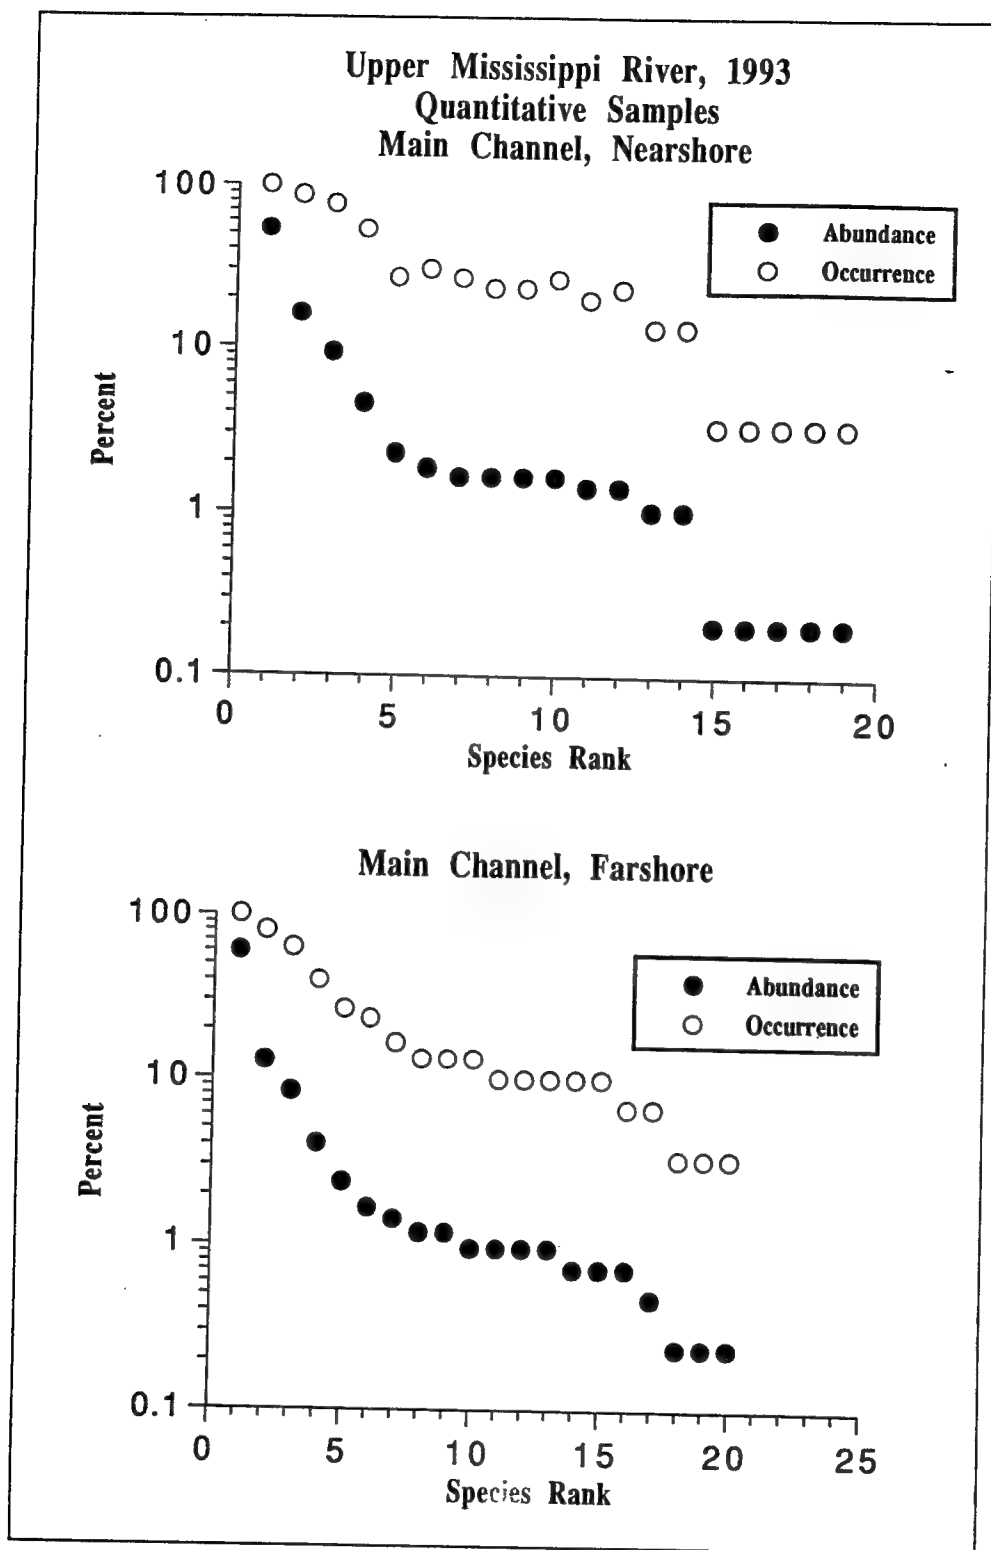 Upper Mississippi River, 1993
Quantitative Samples
Main Channel, Nearshore
100
10
1
0.1
Percent
Abundance
Occurrence
0
5
10
15
20
Species Rank
Main Channel, Farshore
100
10
1
0.1
Percent
Abundance
Occurrence
0
5
10
15
20
25
Species Rank